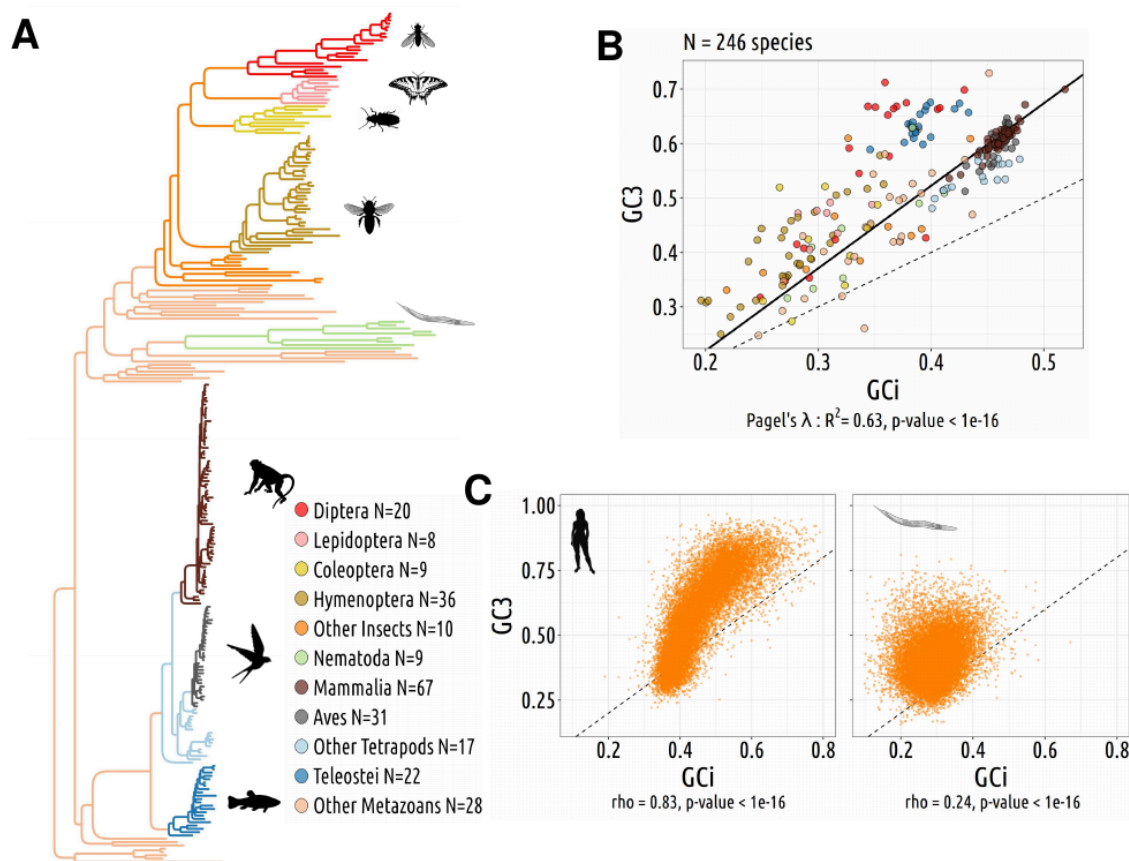 A
Diptera N=20
Lepidoptera N=8
Coleoptera N=9
Hymenoptera N=36
Other Insects N=10
Nematoda N=9
Mammalia N=67
Aves N=31
Other Tetrapods N=17
Teleostei N=22
Other Metazoans N=28
B
N = 246 species
GC3
0.7
0.6
0.5
0.4
0.3
0.2 0.3 0.4 0.5
GCi
Pagel's λ : R²= 0.63, p-value < 1e-16
C
GC3
1.00
0.75
0.50
0.25
0.2 0.4 0.6 0.8
GCi
rho = 0.83, p-value < 1e-16
0.2 0.4 0.6 0.8
GCi
rho = 0.24, p-value < 1e-16